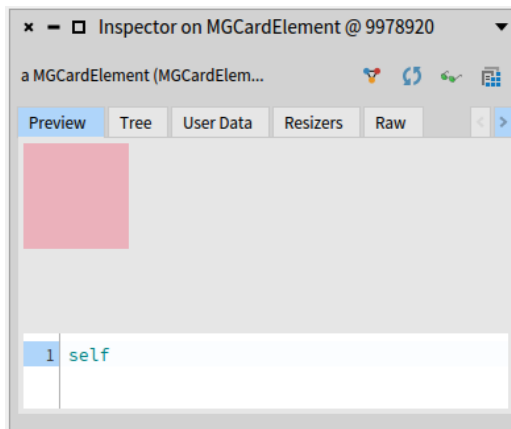 Inspector on MGCardElement @ 9978920
a MGCardElement (MGCardElem...
Preview Tree User Data Resizers Raw
1 self